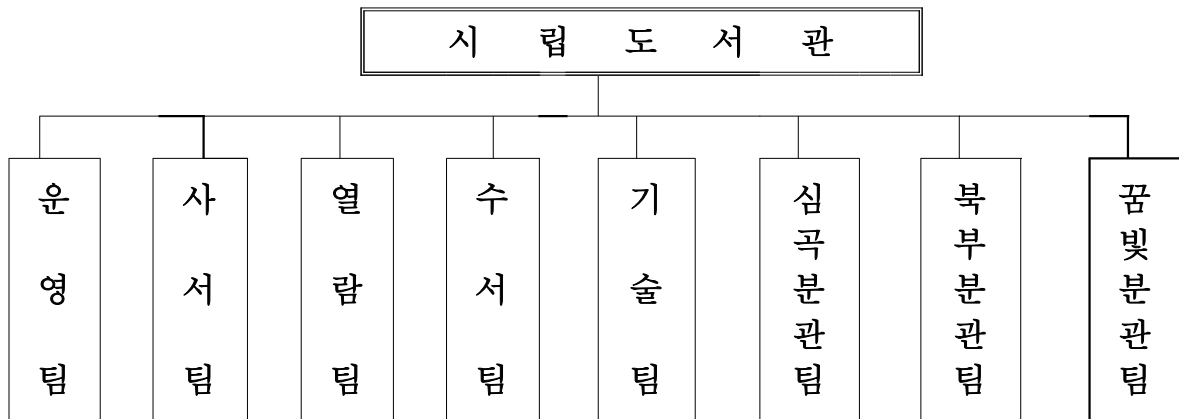 시 립 도 서 관
운영팀
사서팀
열람팀
수서팀
기술팀
심곡분관팀
북부분관팀
꿈빛분관팀